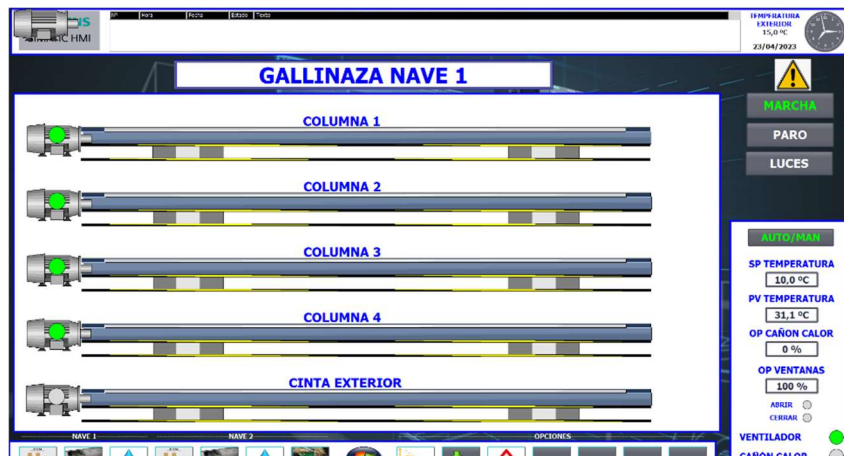 SIMATIC HMI
Nº Hora Fecha Estado Texto
TEMPERATURA
EXTERIOR
15,0 ºC
23/04/2023
GALLINAZA NAVE 1
COLUMNA 1
COLUMNA 2
COLUMNA 3
COLUMNA 4
CINTA EXTERIOR
MARCHA
PARO
LUCES
AUTO/MAN
SP TEMPERATURA
10,0 ºC
PV TEMPERATURA
31,1 ºC
OP CAÑON CALOR
0 %
OP VENTANAS
100 %
ABRIR
CERRAR
VENTILADOR
CAÑON CALOR
NAVE 1
NAVE 2
OPCIONES